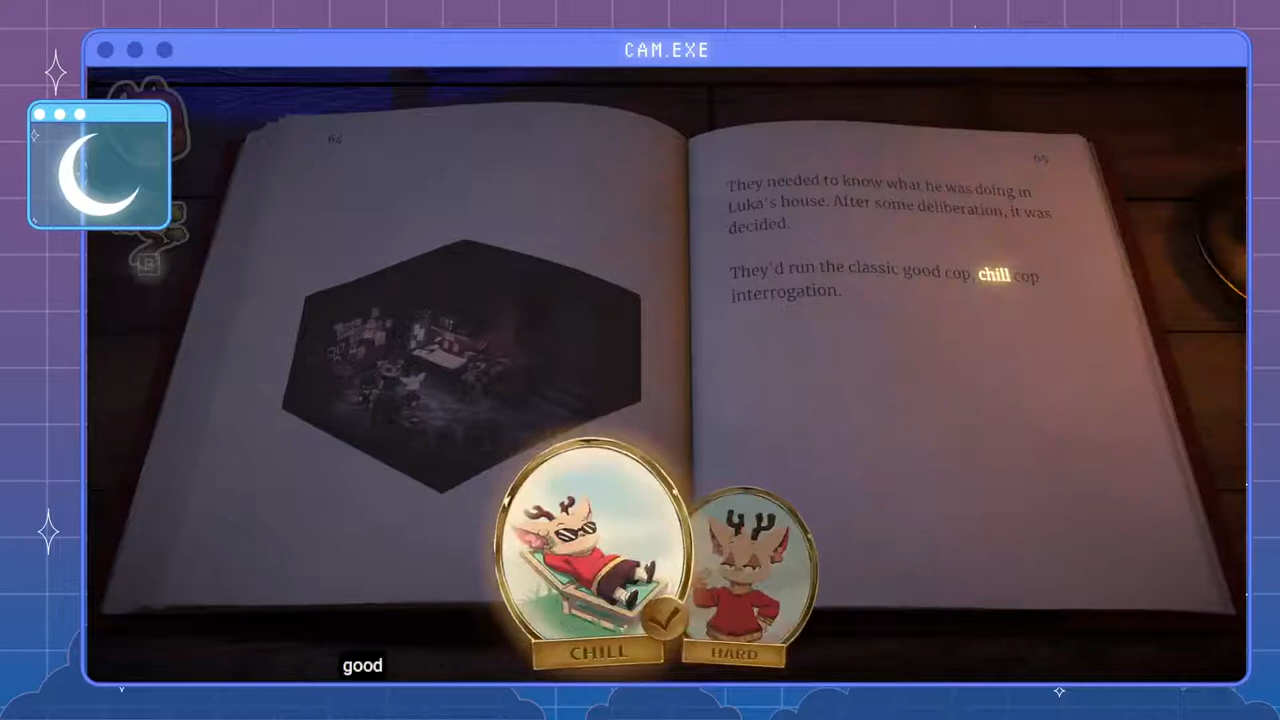 CAM.EXE
64
65
They needed to know what he was doing in
Luka's house. After some deliberation, it was
decided.
They'd run the classic good cop, chill cop
interrogation.
B
CHILL
HARD
good